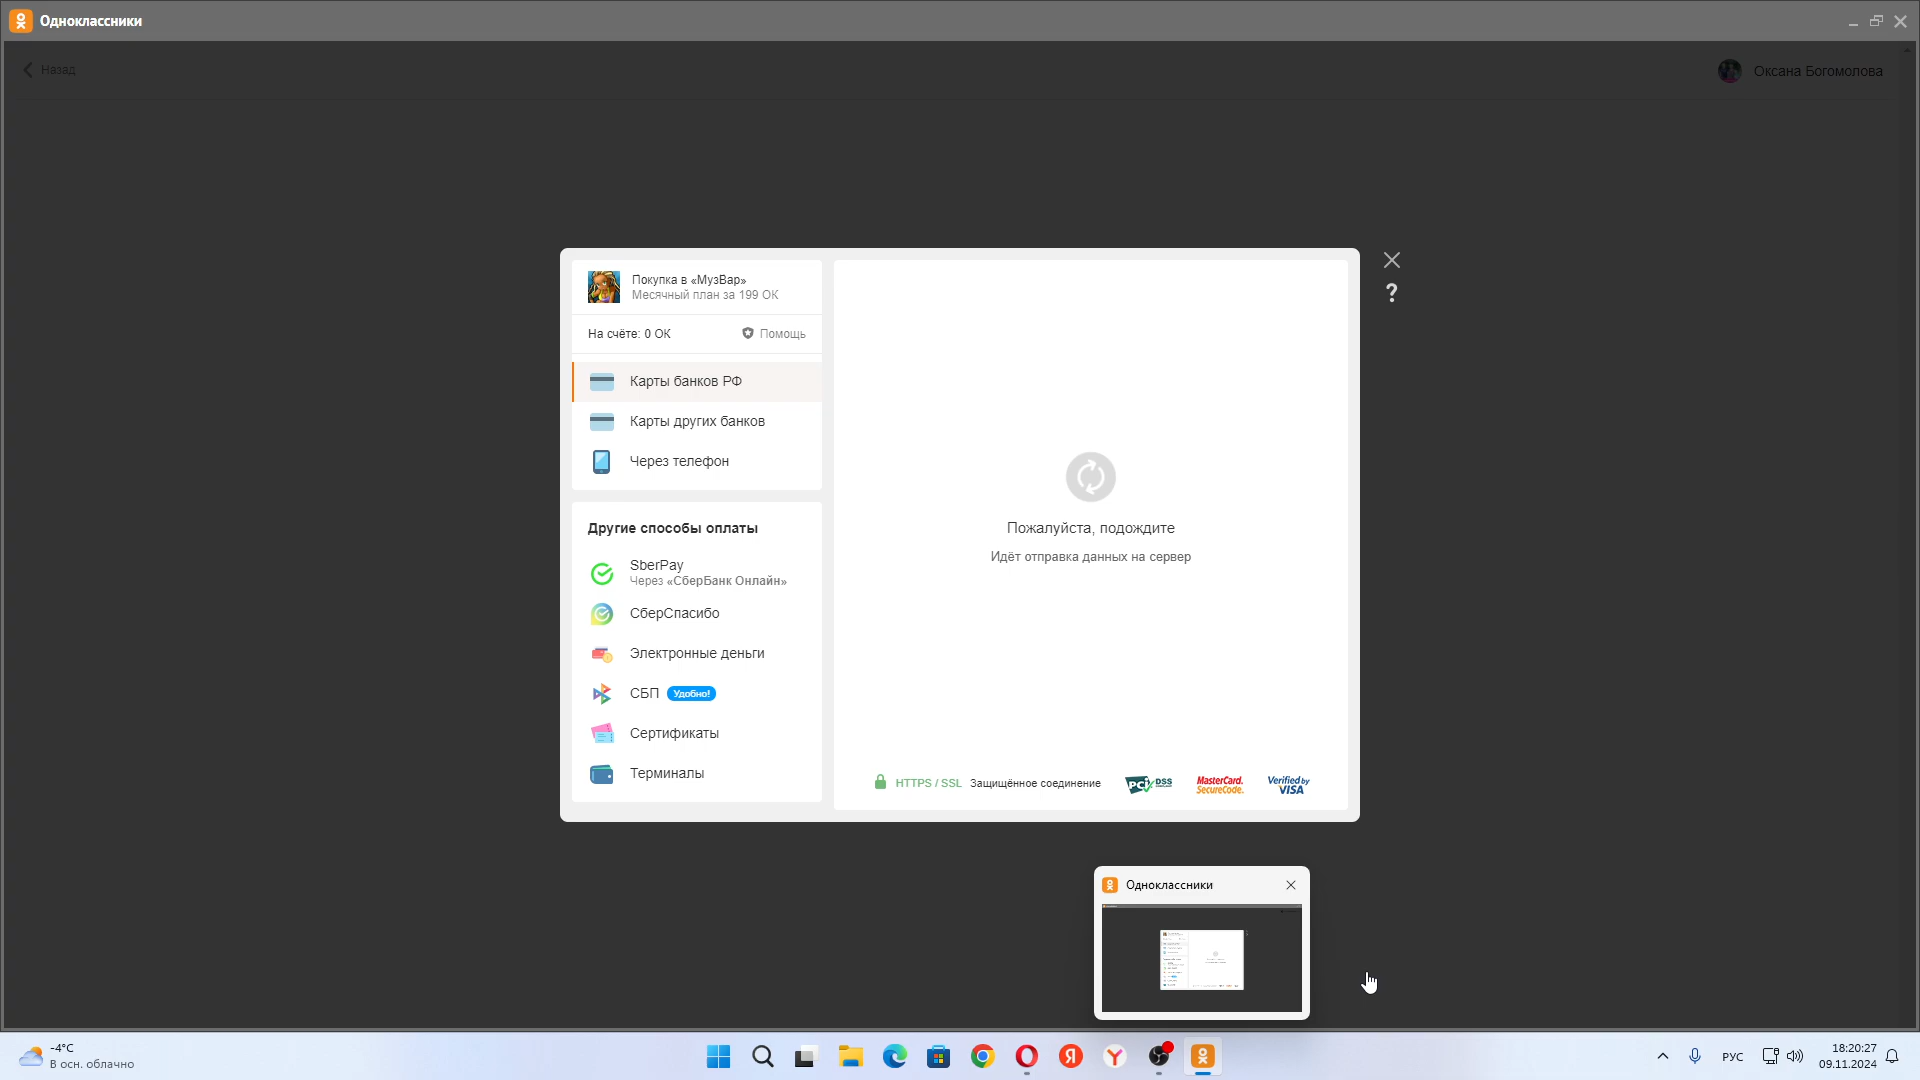 Одноклассники
Назад
Оксана Богомолова
Покупка в «МузВар»
Месячный план за 199 ОК
На счёте: 0 ОК
Помощь
Карты банков РФ
Карты других банков
Через телефон
Другие способы оплаты
SberPay
Через «СберБанк Онлайн»
СберСпасибо
Электронные деньги
СБП Удобно!
Сертификаты
Терминалы
?
Пожалуйста, подождите
Идёт отправка данных на сервер
HTTPS / SSL Защищённое соединение
PCI DSS
MasterCard.
SecureCode.
Verified by
VISA
Одноклассники
-4°C
В осн. облачно
РУС
18:20:27
09.11.2024